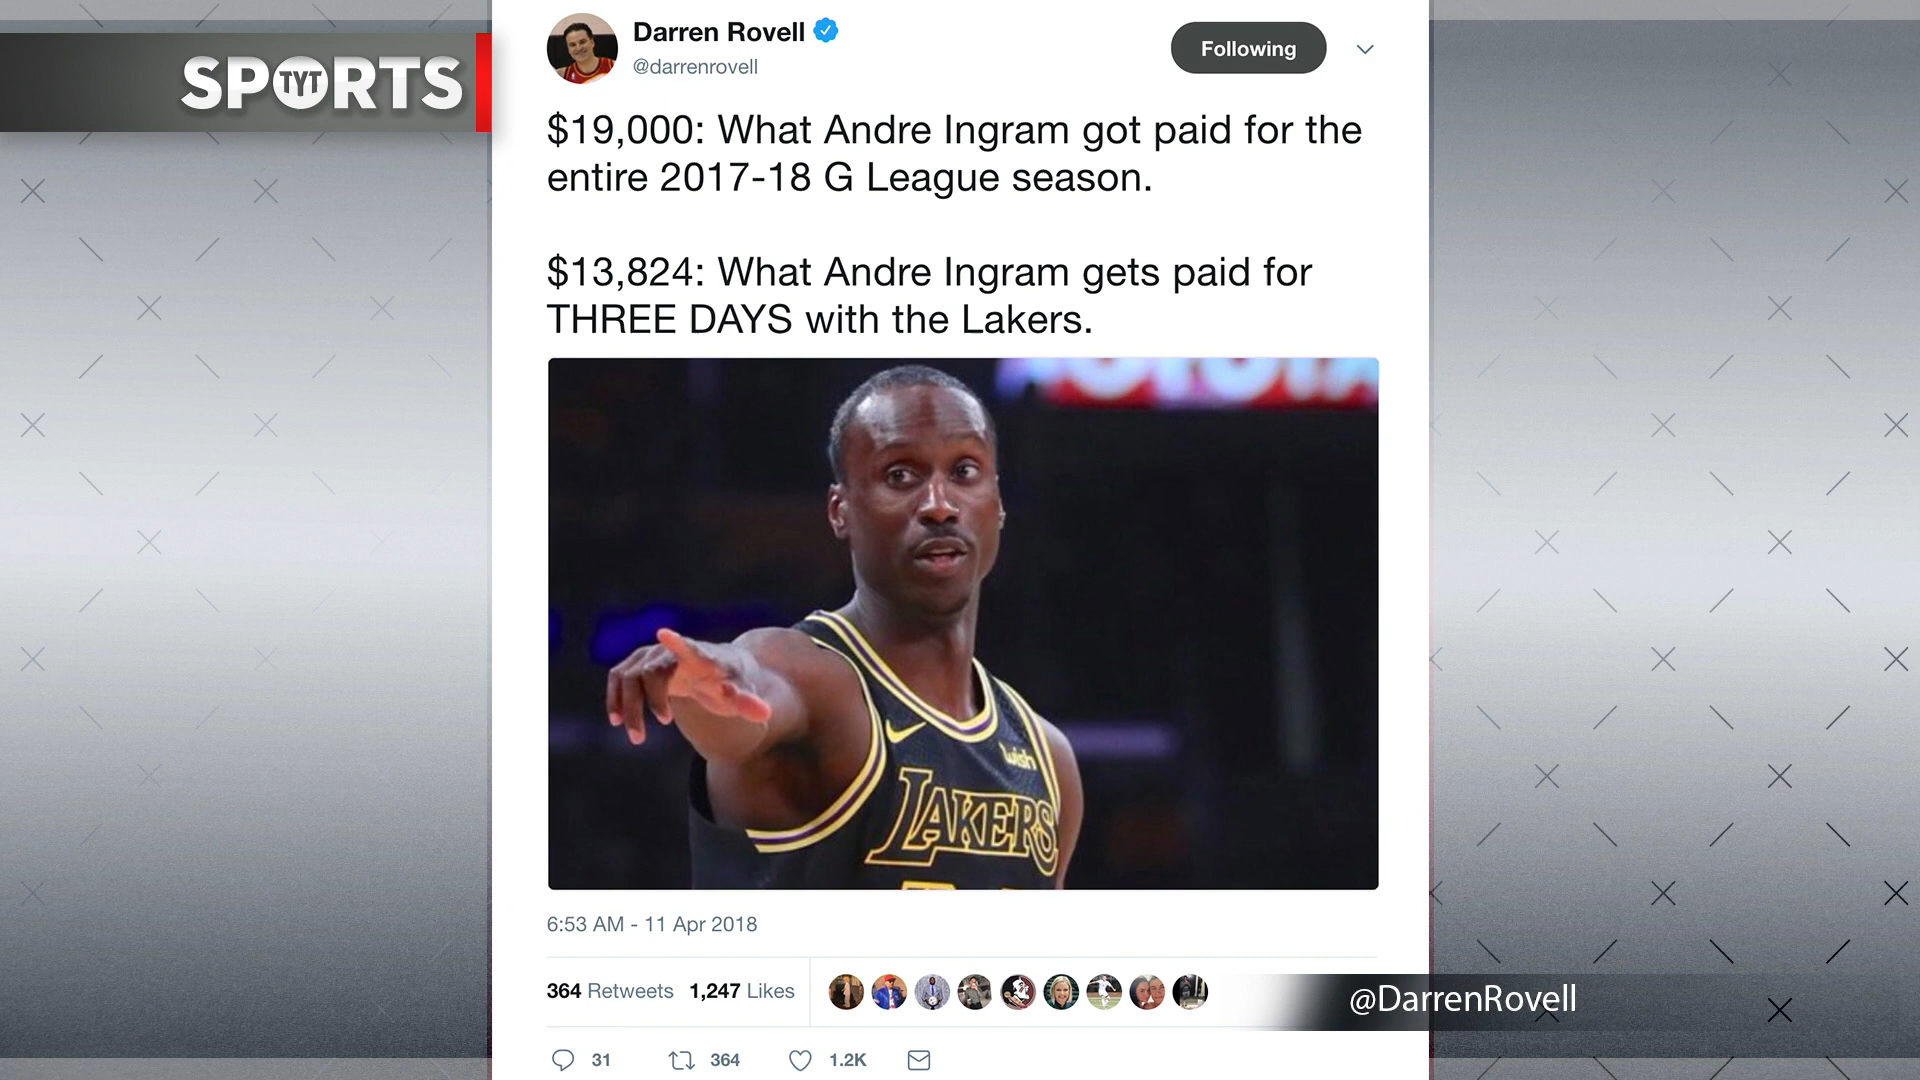 Darren Rovell
@darrenrovell
Following
SPORTS
TYT
$19,000: What Andre Ingram got paid for the
entire 2017-18 G League season.
$13,824: What Andre Ingram gets paid for
THREE DAYS with the Lakers.
wish
LAKERS
6:53 AM - 11 Apr 2018
364 Retweets 1,247 Likes
@DarrenRovell
31 364 1.2K